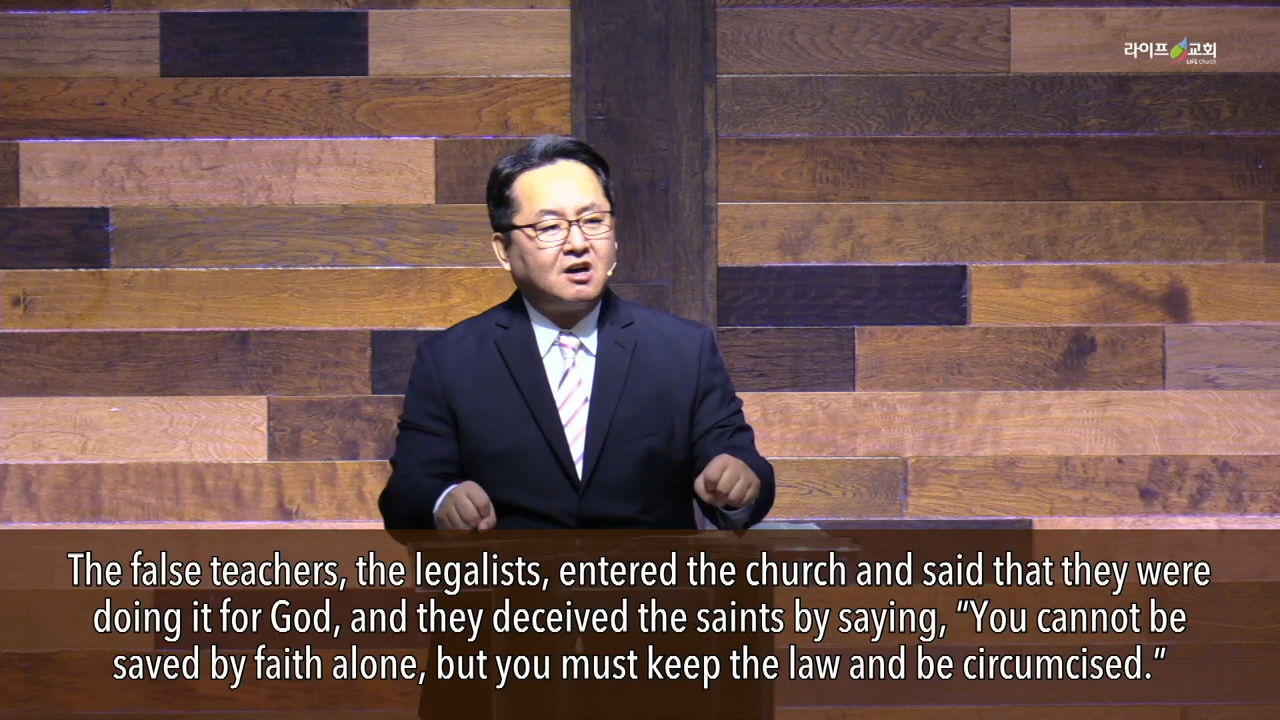 라이프 교회
LIFE Church
The false teachers, the legalists, entered the church and said that they were
doing it for God, and they deceived the saints by saying, “You cannot be
saved by faith alone, but you must keep the law and be circumcised.”